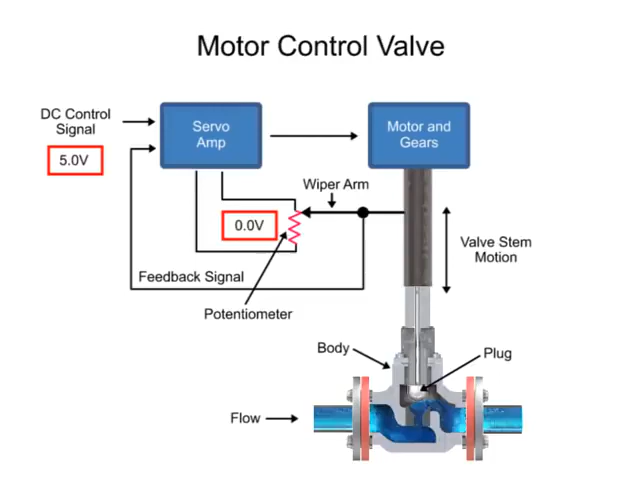 Motor Control Valve
DC Control
Signal
5.0V
Servo
Amp
Motor and
Gears
Wiper Arm
0.0V
Valve Stem
Motion
Feedback Signal
Potentiometer
Body
Plug
Flow